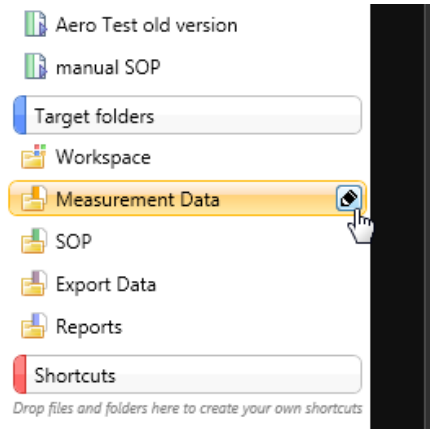 Aero Test old version
manual SOP
Target folders
Workspace
Measurement Data
SOP
Export Data
Reports
Shortcuts
Drop files and folders here to create your own shortcuts